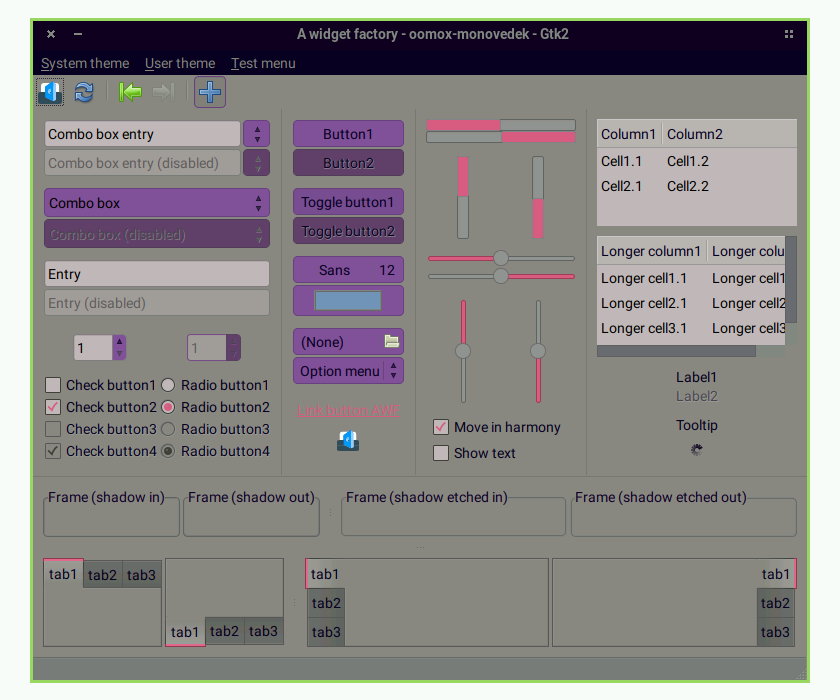 A widget factory - oomox-monovedek - Gtk2
System theme User theme Test menu
Combo box entry
Combo box entry (disabled)
Combo box
Combo box (disabled)
Entry
Entry (disabled)
1 1
Check button1 Radio button1
Check button2 Radio button2
Check button3 Radio button3
Check button4 Radio button4
Button1
Button2
Toggle button1
Toggle button2
Sans 12
(None)
Option menu
Link button
Move in harmony
Show text
Column1 Column2
Cell1.1 Cell1.2
Cell2.1 Cell2.2
Longer column1 Longer colu
Longer cell1.1 Longer cell1
Longer cell2.1 Longer cell2
Longer cell3.1 Longer cell3
Label1
Label2
Tooltip
Frame (shadow in) Frame (shadow out) Frame (shadow etched in) Frame (shadow etched out)
tab1 tab2 tab3
tab1 tab2 tab3
tab1
tab2
tab3
tab1
tab2
tab3